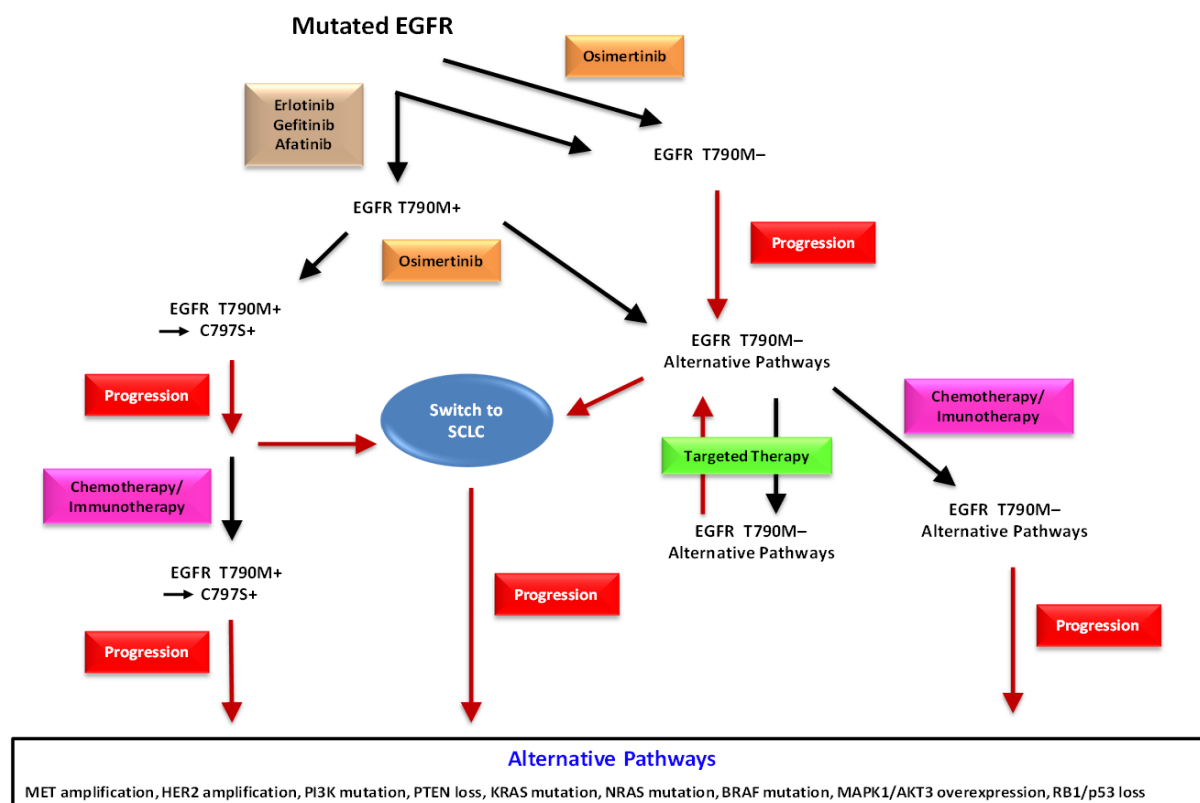 Mutated EGFR
Osimertinib
Erlotinib
Gefitinib
Afatinib
EGFR T790M–
EGFR T790M+
Progression
Osimertinib
EGFR T790M+
C797S+
EGFR T790M–
Alternative Pathways
Progression
Switch to
SCLC
Chemotherapy/
Imunotherapy
Targeted Therapy
Chemotherapy/
Immunotherapy
EGFR T790M–
Alternative Pathways
EGFR T790M–
Alternative Pathways
EGFR T790M+
C797S+
Progression
Progression
Progression
Alternative Pathways
MET amplification, HER2 amplification, PI3K mutation, PTEN loss, KRAS mutation, NRAS mutation, BRAF mutation, MAPK1/AKT3 overexpression, RB1/p53 loss